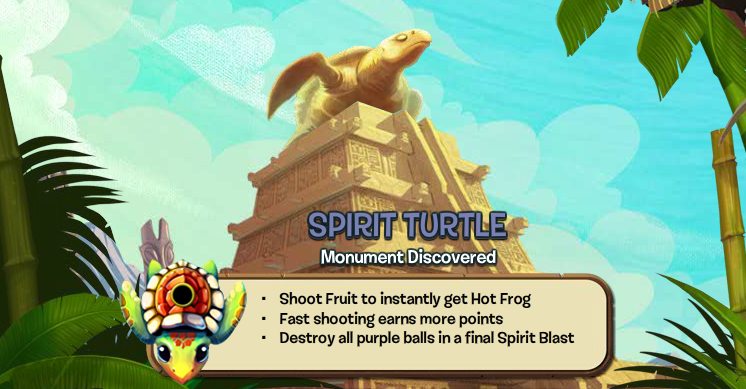 SPIRIT TURTLE
Monument Discovered
· Shoot Fruit to instantly get Hot Frog
· Fast shooting earns more points
· Destroy all purple balls in a final Spirit Blast